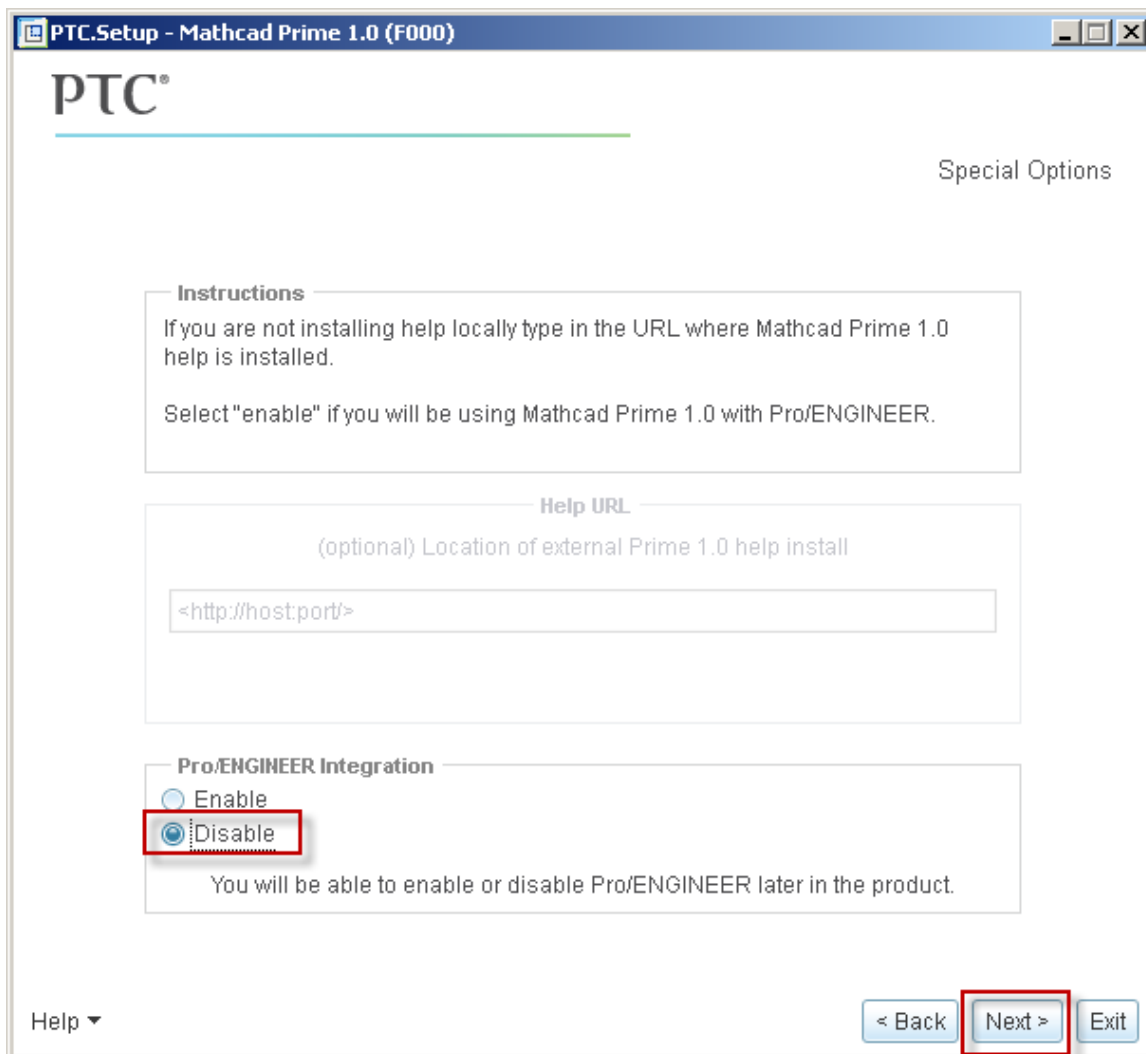 PTC.Setup - Mathcad Prime 1.0 (F000)
PTC®
Special Options
Instructions
If you are not installing help locally type in the URL where Mathcad Prime 1.0
help is installed.
Select "enable" if you will be using Mathcad Prime 1.0 with Pro/ENGINEER.
Help URL
(optional) Location of external Prime 1.0 help install
<http://host:port/>
Pro/ENGINEER Integration
Enable
Disable
You will be able to enable or disable Pro/ENGINEER later in the product.
Help
< Back Next > Exit